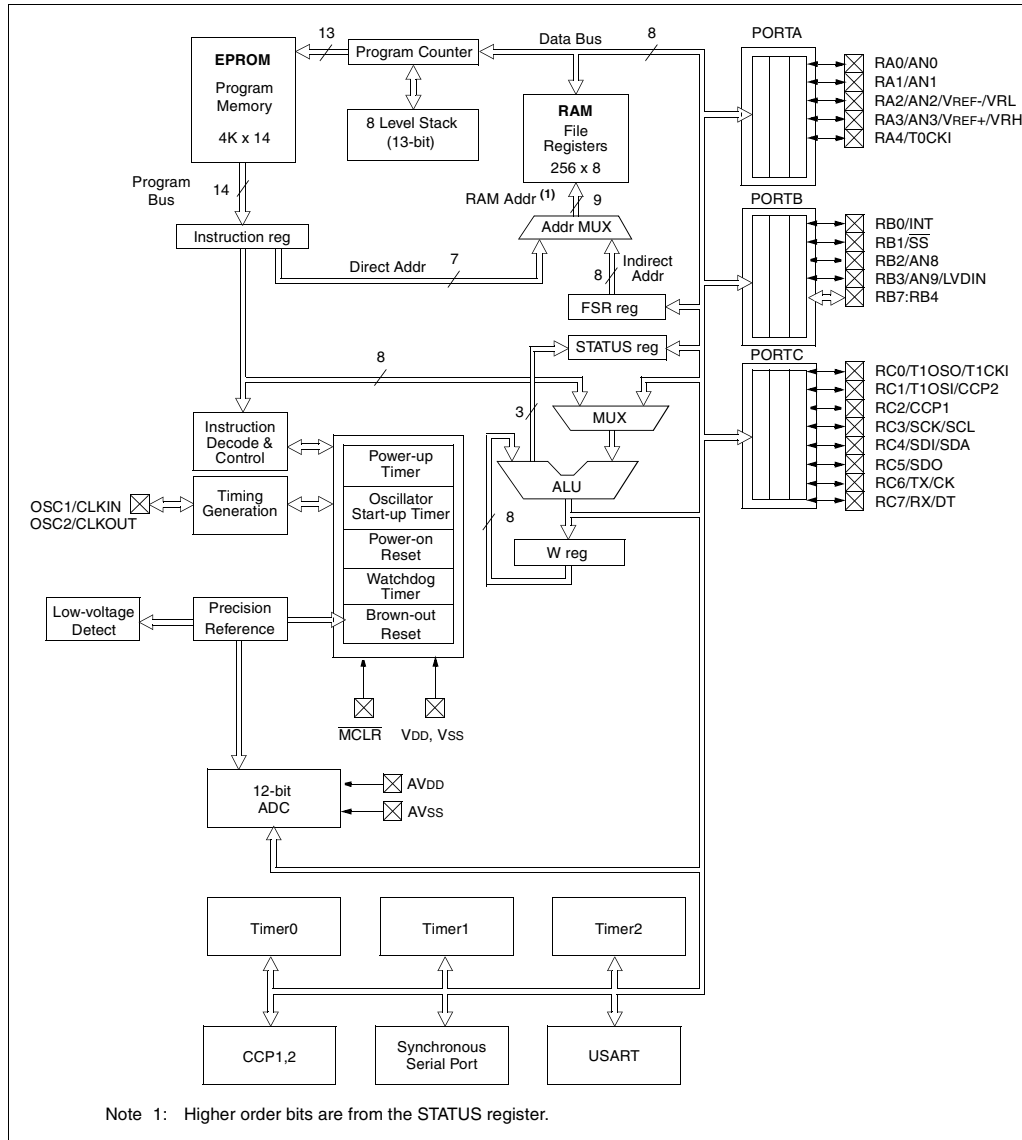 13
Data Bus
8
PORTA
EPROM
Program Memory
4K x 14
Program Counter
8 Level Stack
(13-bit)
RAM
File
Registers
256 x 8
RA0/AN0
RA1/AN1
RA2/AN2/VREF-/VRL
RA3/AN3/VREF+/VRH
RA4/T0CKI
Program
Bus
14
RAM Addr (1)
9
PORTB
Instruction reg
Addr MUX
RB0/INT
RB1/SS
RB2/AN8
RB3/AN9/LVDIN
RB7:RB4
Direct Addr
7
8
Indirect
Addr
FSR reg
STATUS reg
PORTC
8
3
MUX
RC0/T1OSO/T1CKI
RC1/T1OSI/CCP2
RC2/CCP1
RC3/SCK/SCL
RC4/SDI/SDA
RC5/SDO
RC6/TX/CK
RC7/RX/DT
Instruction
Decode &
Control
Power-up
Timer
Oscillator
Start-up Timer
Power-on
Reset
Watchdog
Timer
Brown-out
Reset
ALU
8
W reg
OSC1/CLKIN
OSC2/CLKOUT
Timing
Generation
Low-voltage
Detect
Precision
Reference
MCLR
VDD, VSS
12-bit
ADC
AVDD
AVSS
Timer0
Timer1
Timer2
CCP1,2
Synchronous
Serial Port
USART
Note 1: Higher order bits are from the STATUS register.